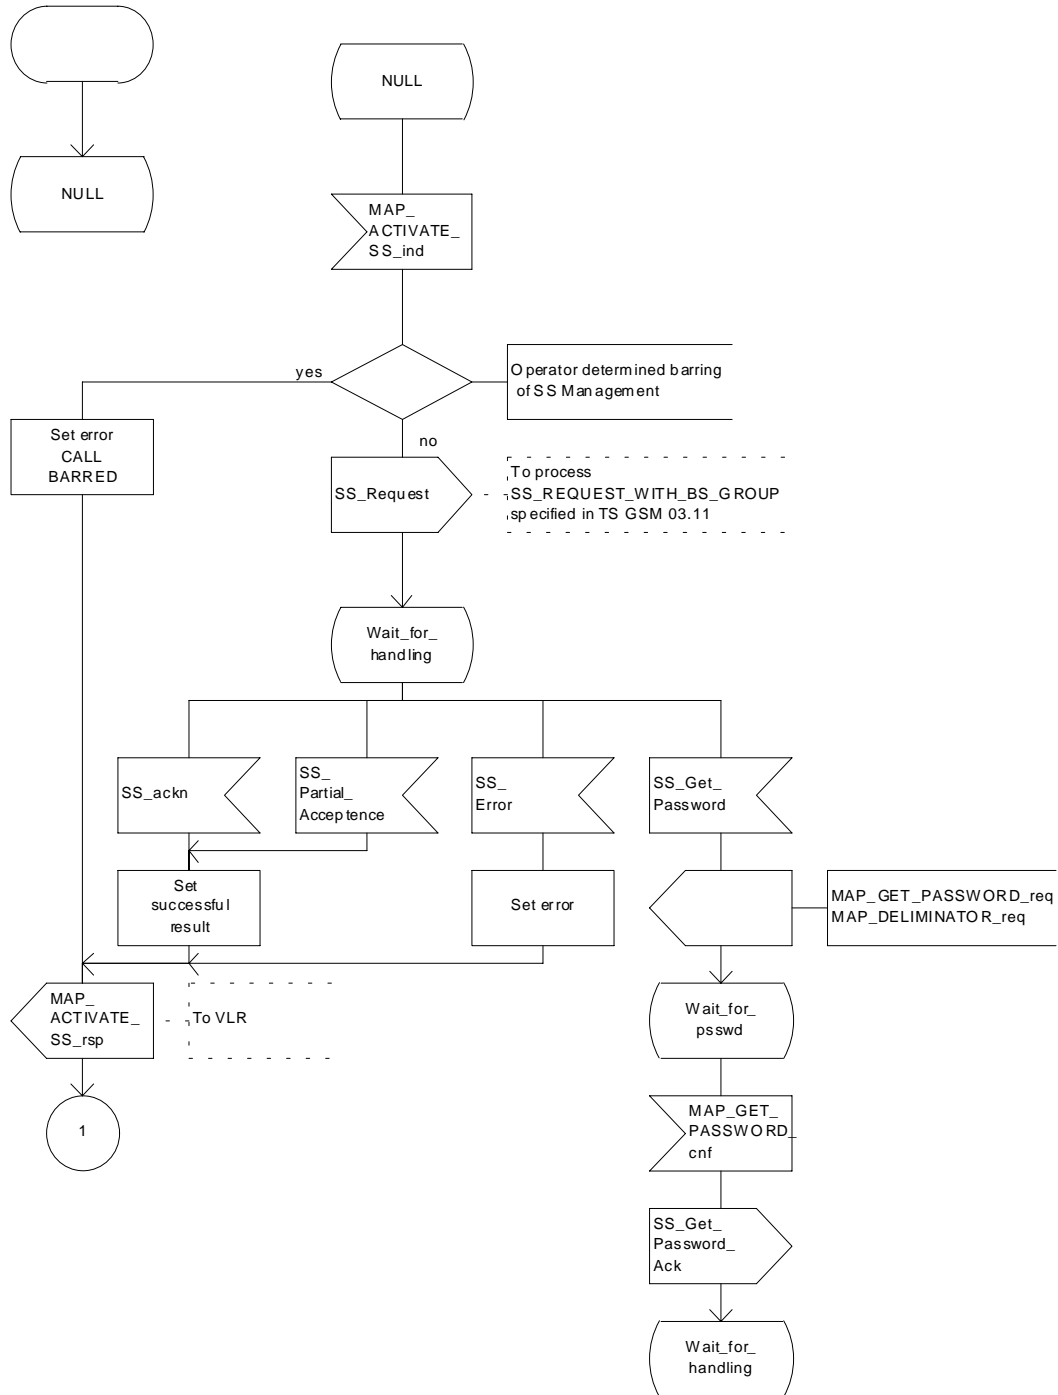 NULL
NULL
MAP_
ACTIVATE_
SS_ind
yes
Operator determined barring
of SS Management
Set error
CALL
BARRED
no
SS_Request
To process
SS_REQUEST_WITH_BS_GROUP
specified in TS GSM 03.11
Wait_for_
handling
SS_ackn
SS_
Partial_
Acceptence
SS_
Error
SS_Get_
Password
Set
successful
result
Set error
MAP_GET_PASSWORD_req
MAP_DELIMINATOR_req
MAP_
ACTIVATE_
SS_rsp
To VLR
Wait_for_
psswd
1
MAP_GET_
PASSWORD_
cnf
SS_Get_
Password_
Ack
Wait_for_
handling